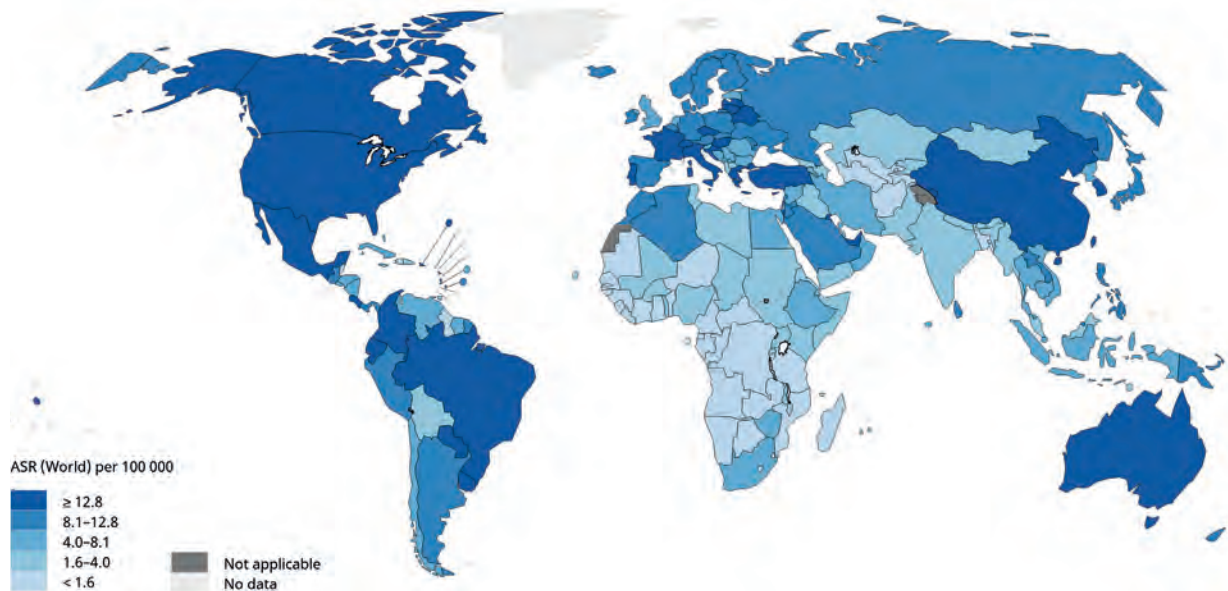 ASR (World) per 100 000
≥ 12.8
8.1–12.8
4.0–8.1
1.6–4.0
< 1.6
Not applicable
No data